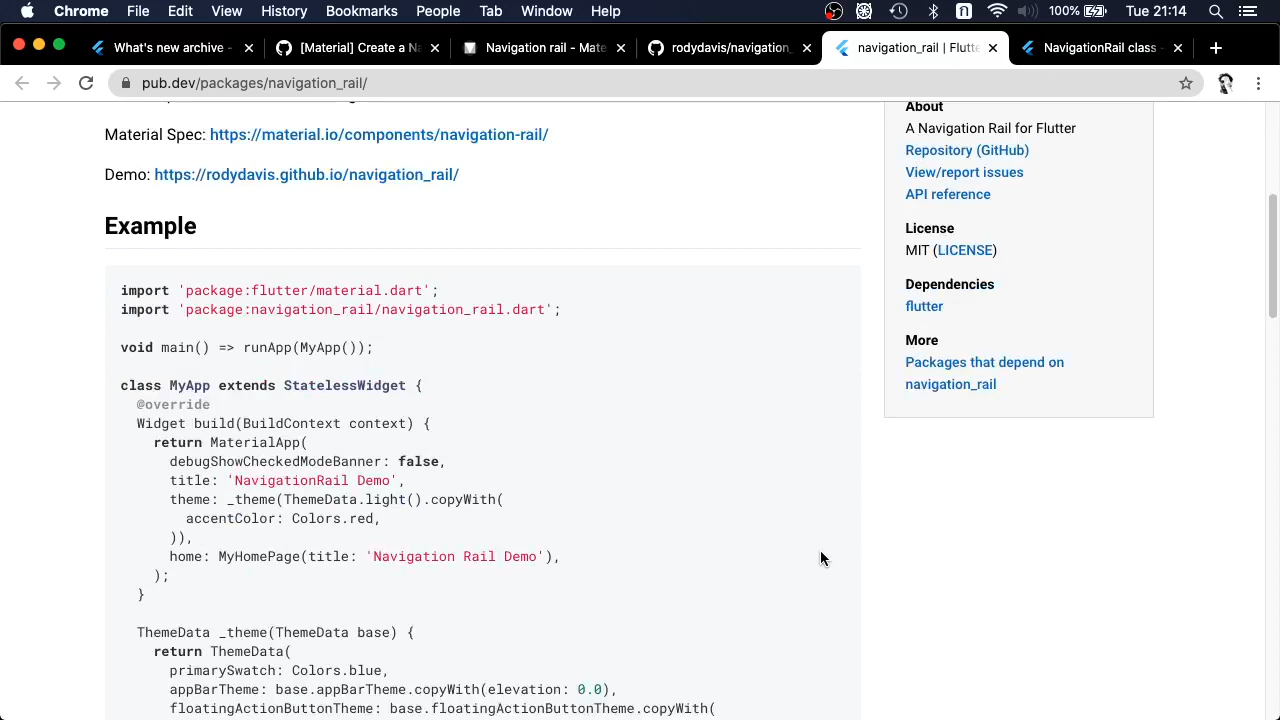 Chrome File Edit View History Bookmarks People Tab Window Help 100% Tue 21:14
What's new archive -
[Material] Create a Na
Navigation rail - Mate
rodydavis/navigation_
navigation_rail | Flutte
NavigationRail class -
pub.dev/packages/navigation_rail/
Material Spec: https://material.io/components/navigation-rail/
Demo: https://rodydavis.github.io/navigation_rail/
Example
import 'package:flutter/material.dart';
import 'package:navigation_rail/navigation_rail.dart';
void main() => runApp(MyApp());
class MyApp extends StatelessWidget {
@override
Widget build(BuildContext context) {
return MaterialApp(
debugShowCheckedModeBanner: false,
title: 'NavigationRail Demo',
theme: _theme(ThemeData.light().copyWith(
accentColor: Colors.red,
)),
home: MyHomePage(title: 'Navigation Rail Demo'),
);
}
ThemeData _theme(ThemeData base) {
return ThemeData(
primarySwatch: Colors.blue,
appBarTheme: base.appBarTheme.copyWith(elevation: 0.0),
floatingActionButtonTheme: base.floatingActionButtonTheme.copyWith(
About
A Navigation Rail for Flutter
Repository (GitHub)
View/report issues
API reference
License
MIT (LICENSE)
Dependencies
flutter
More
Packages that depend on
navigation_rail